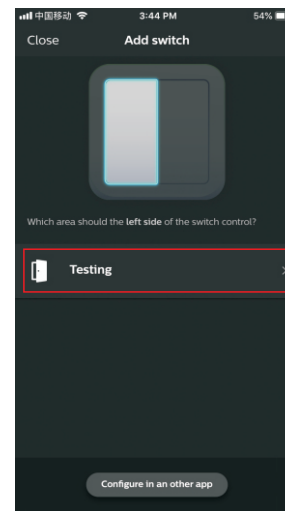 中国移动 3:44 PM 54%
Close Add switch
Which area should the left side of the switch control?
Testing
Configure in an other app